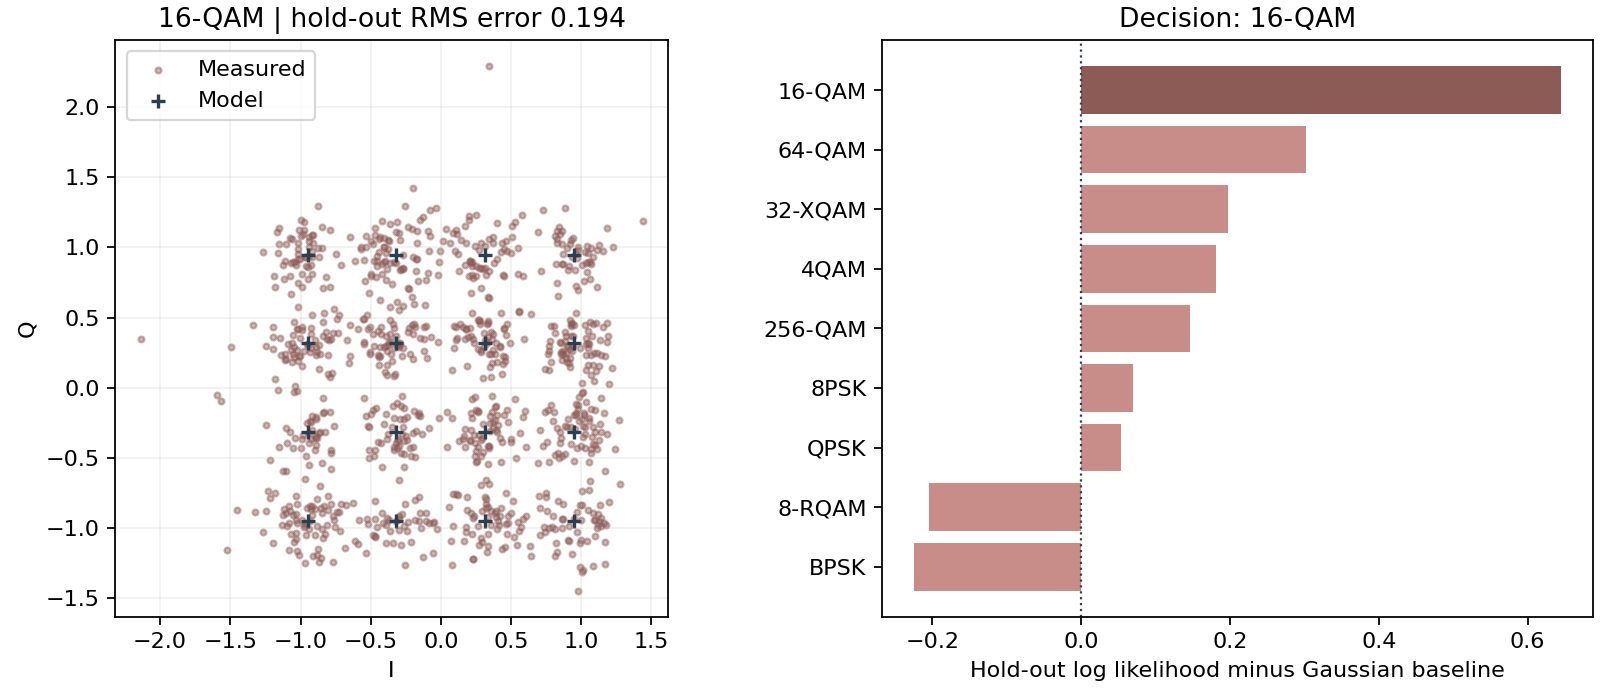 16-QAM | hold-out RMS error 0.194
Measured
Model
2.0
1.5
1.0
0.5
0.0
−0.5
−1.0
−1.5
Q
−2.0 −1.5 −1.0 −0.5 0.0 0.5 1.0 1.5
I
Decision: 16-QAM
16-QAM
64-QAM
32-XQAM
4QAM
256-QAM
8PSK
QPSK
8-RQAM
BPSK
−0.2 0.0 0.2 0.4 0.6
Hold-out log likelihood minus Gaussian baseline